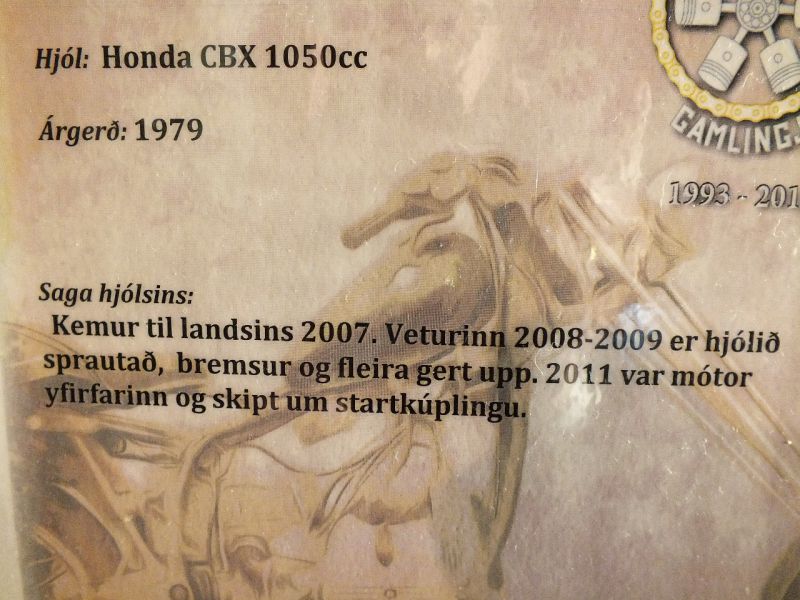 Hjól: Honda CBX 1050cc
Árgerð: 1979
1993 - 201
Saga hjólsins:
Kemur til landsins 2007. Veturinn 2008-2009 er hjólið
sprautað, bremsur og fleira gert upp. 2011 var mótor
yfirfarinn og skipt um startkúplingu.